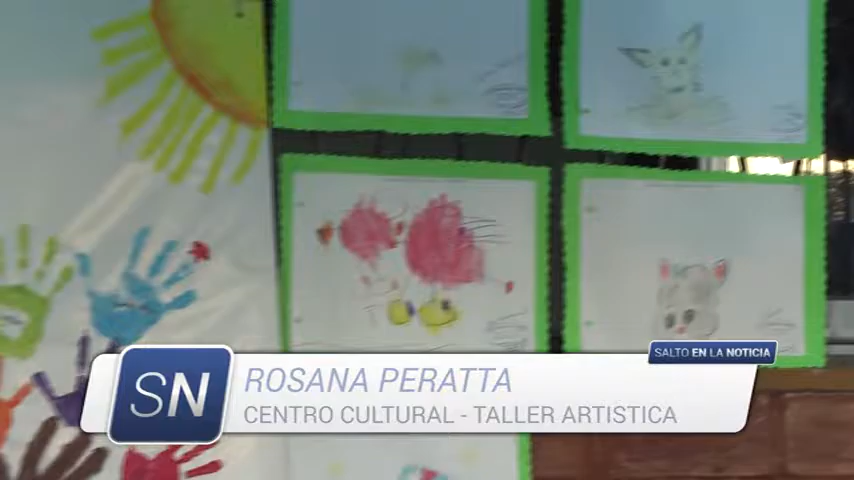 SALTO EN LA NOTICIA
SN
ROSANA PERATTA
CENTRO CULTURAL - TALLER ARTISTICA